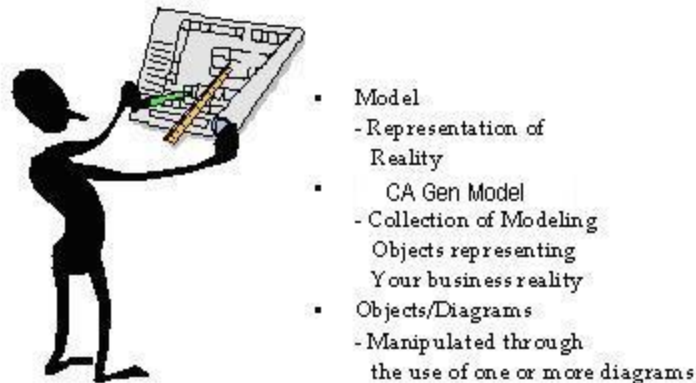 ▪ Model
- Representation of
Reality
▪ CA Gen Model
- Collection of Modeling
Objects representing
Your business reality
▪ Objects/Diagrams
- Manipulated through
the use of one or more diagrams